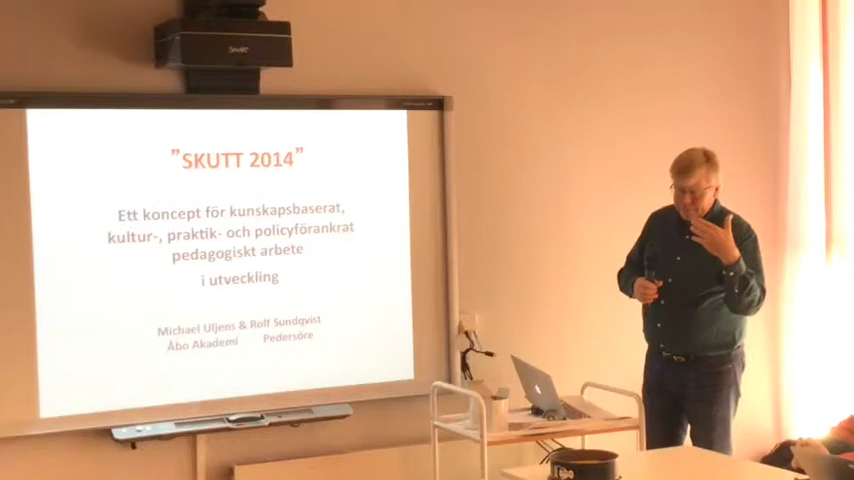 SMART
”SKUTT 2014”
Ett koncept för kunskapsbaserat,
kultur-, praktik- och policyförankrat
pedagogiskt arbete
i utveckling
Michael Uljens & Rolf Sundqvist
Åbo Akademi Pedersöre